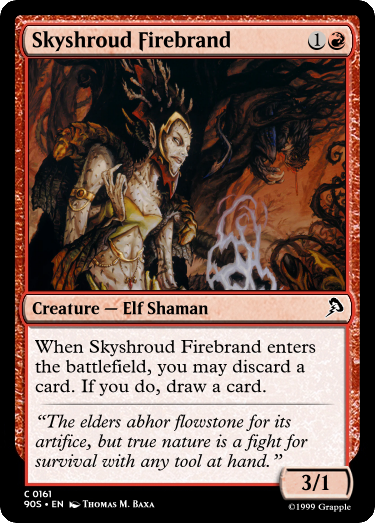 Skyshroud Firebrand 1
Creature — Elf Shaman
When Skyshroud Firebrand enters
the battlefield, you may discard a
card. If you do, draw a card.
“The elders abhor flowstone for its
artifice, but true nature is a fight for
survival with any tool at hand.”
3/1
C 0161
90S • EN Thomas M. Baxa
©1999 Grapple